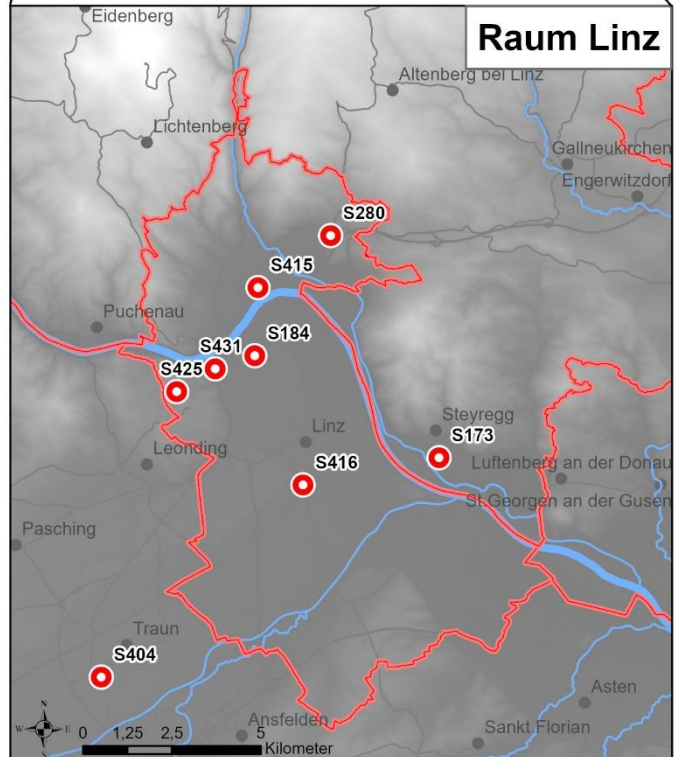 Eidenberg
Raum Linz
Altenberg bei Linz
Lichtenberg
Gallneukirchen
Engerwitzdorf
S280
S415
Puchenau
S184
S431
S425
Steyregg
Linz
S173
Leonding
Luftenberg an der Donau
S416
St.Georgen an der Gusen
Pasching
Traun
S404
Asten
N
W E
S
0 1,25 2,5 5
Kilometer
Ansfelden
Sankt Florian